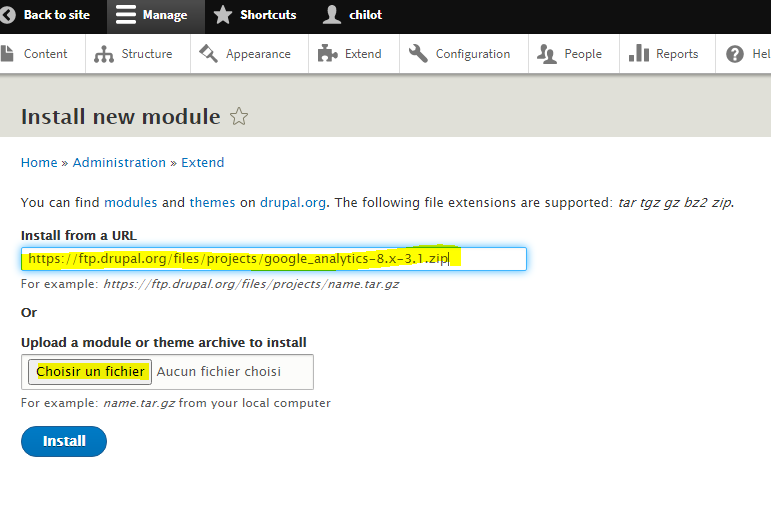 Back to site Manage Shortcuts chilot
Content Structure Appearance Extend Configuration People Reports Hel
Install new module
Home » Administration » Extend
You can find modules and themes on drupal.org. The following file extensions are supported: tar tgz gz bz2 zip.
Install from a URL
https://ftp.drupal.org/files/projects/google_analytics-8.x-3.1.zip
For example: https://ftp.drupal.org/files/projects/name.tar.gz
Or
Upload a module or theme archive to install
Choisir un fichier Aucun fichier choisi
For example: name.tar.gz from your local computer
Install